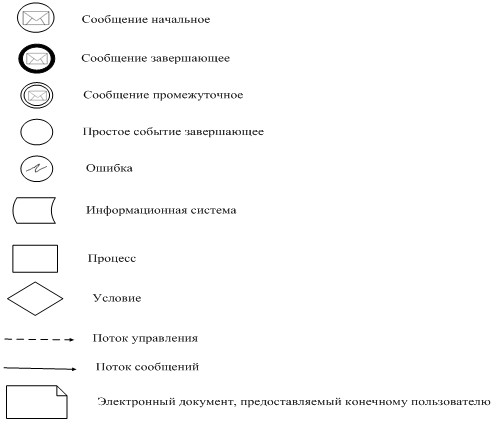 Сообщение начальное
Сообщение завершающее
Сообщение промежуточное
Простое событие завершающее
Ошибка
Информационная система
Процесс
Условие
Поток управления
Поток сообщений
Электронный документ, предоставляемый конечному пользователю